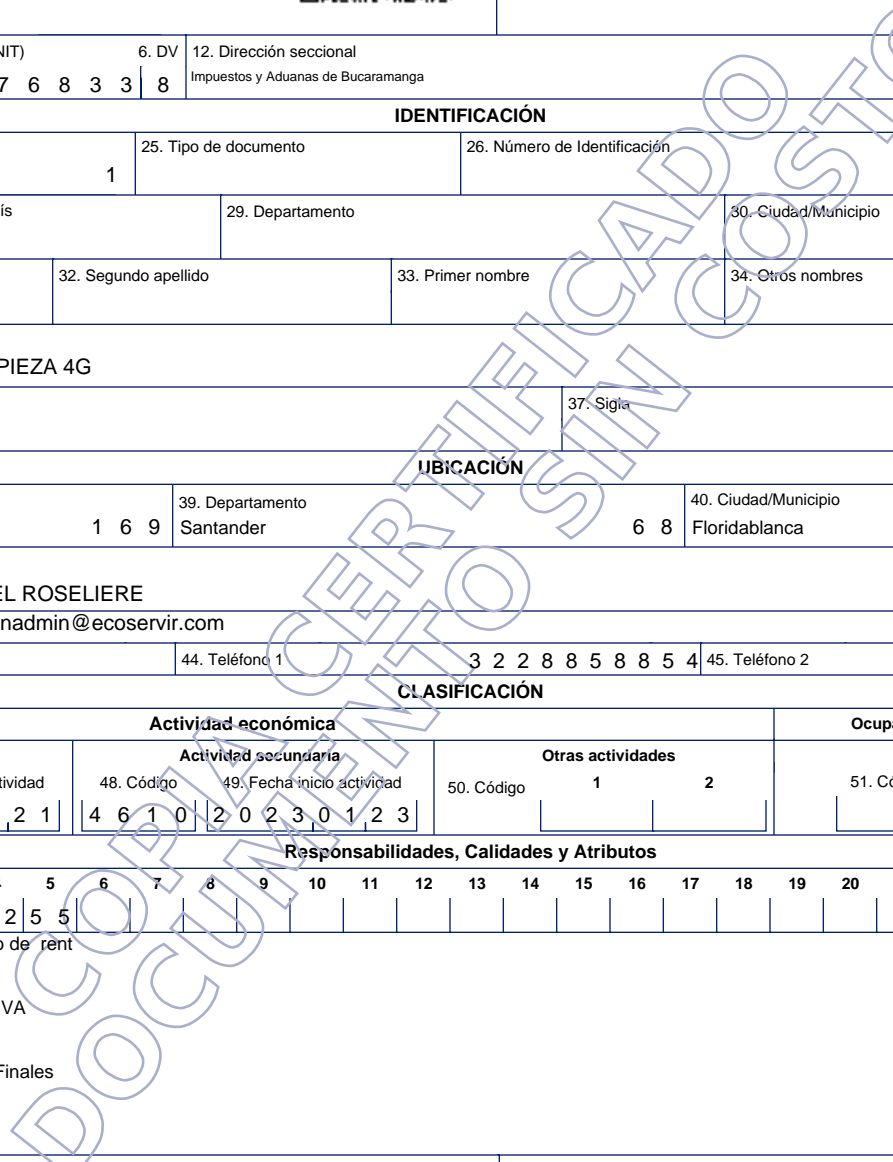 NIT) 6. DV 12. Dirección seccional
7 6 8 3 3 8 Impuestos y Aduanas de Bucaramanga
IDENTIFICACIÓN
25. Tipo de documento 26. Número de Identificación
1
ís 29. Departamento 30. Ciudad/Municipio
32. Segundo apellido 33. Primer nombre 34. Otros nombres
PIEZA 4G
37. Sigla
UBICACIÓN
39. Departamento 40. Ciudad/Municipio
1 6 9 Santander 6 8 Floridablanca
EL ROSELIERE
nadmin@ecoservir.com
44. Teléfono 1 3 2 2 8 8 5 8 8 5 4 45. Teléfono 2
CLASIFICACIÓN
Actividad económica Ocupa
Actividad secundaria Otras actividades
tividad 48. Código 49. Fecha inicio actividad 50. Código 1 2 51. Có
2 1 4 6 1 0 2 0 2 3 0 1 2 3
Responsabilidades, Calidades y Atributos
5 6 7 8 9 10 11 12 13 14 15 16 17 18 19 20
2 5 5
o de rent
VA
Finales
COPIA CERTIFICADO
DOCUMENTO SIN COSTO